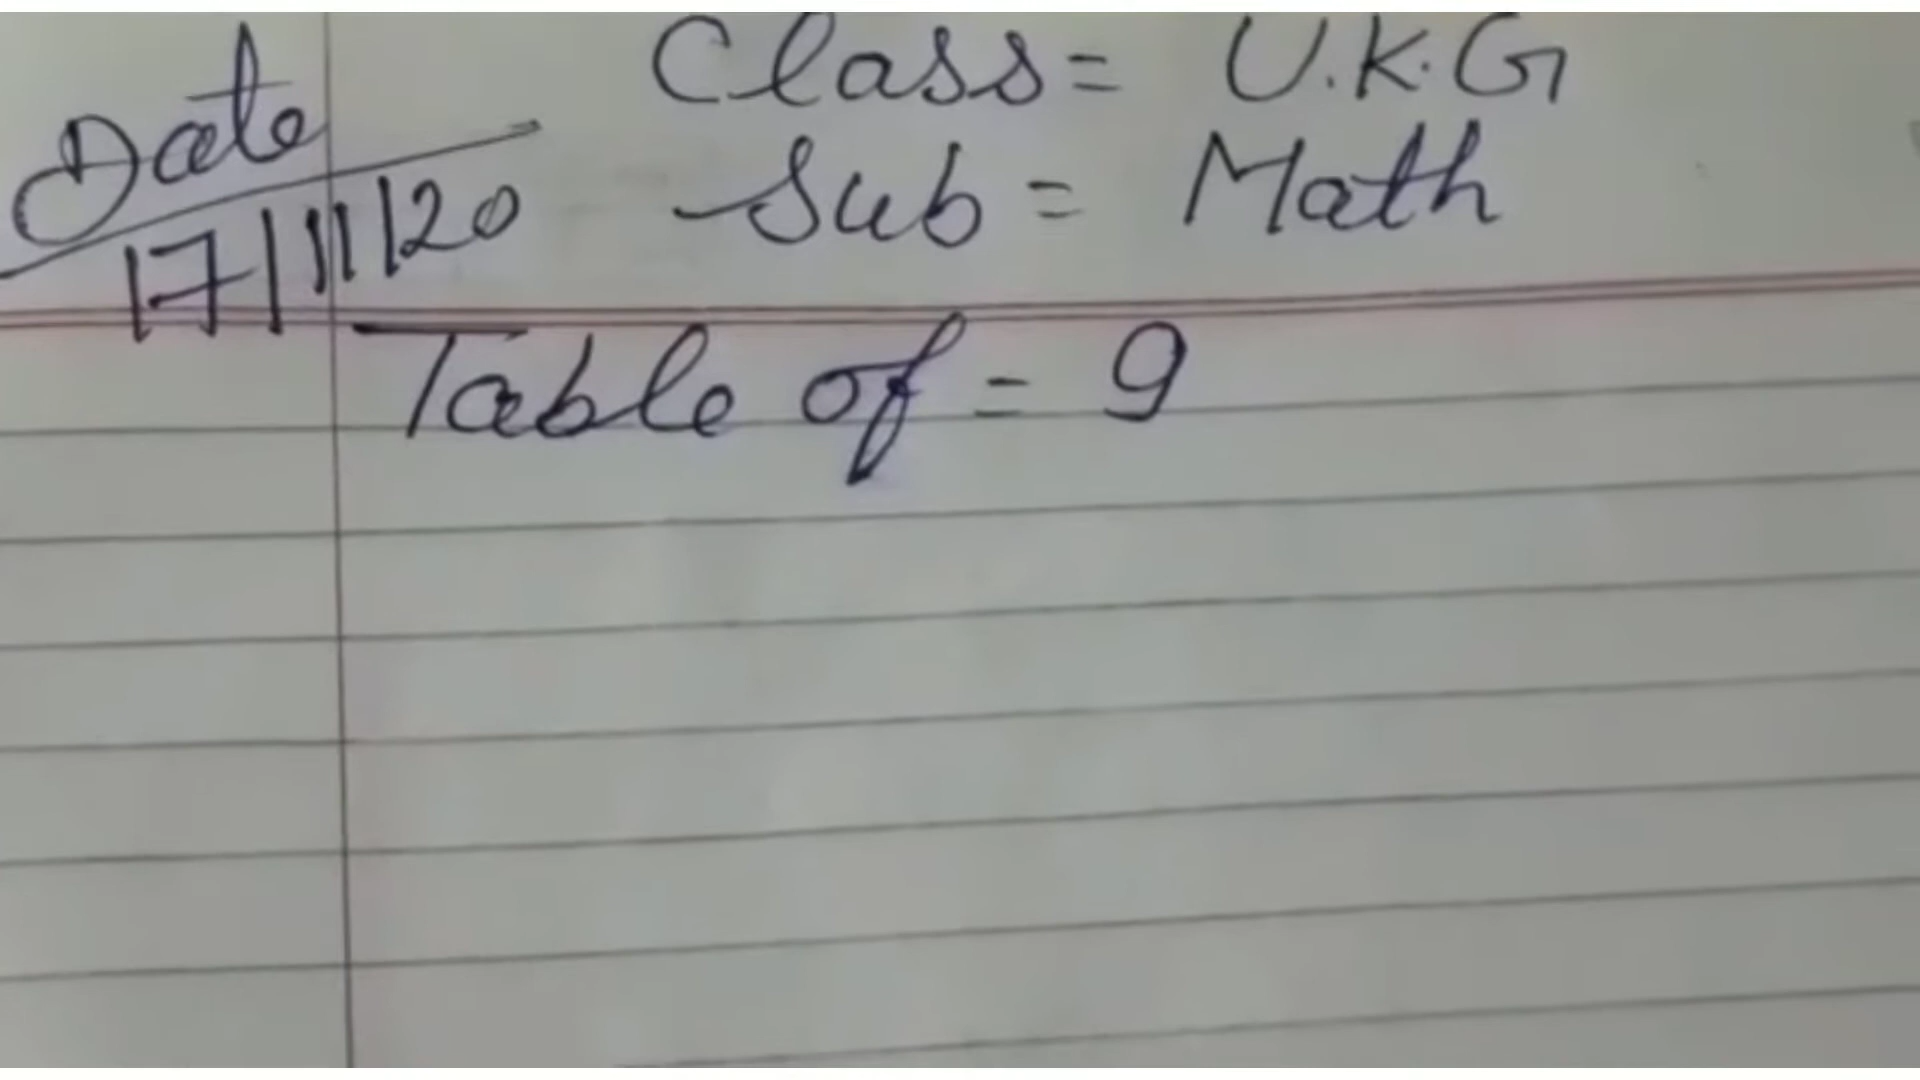 Class = U.K.G
Date
Sub = Math
17/11/20
Table of = 9